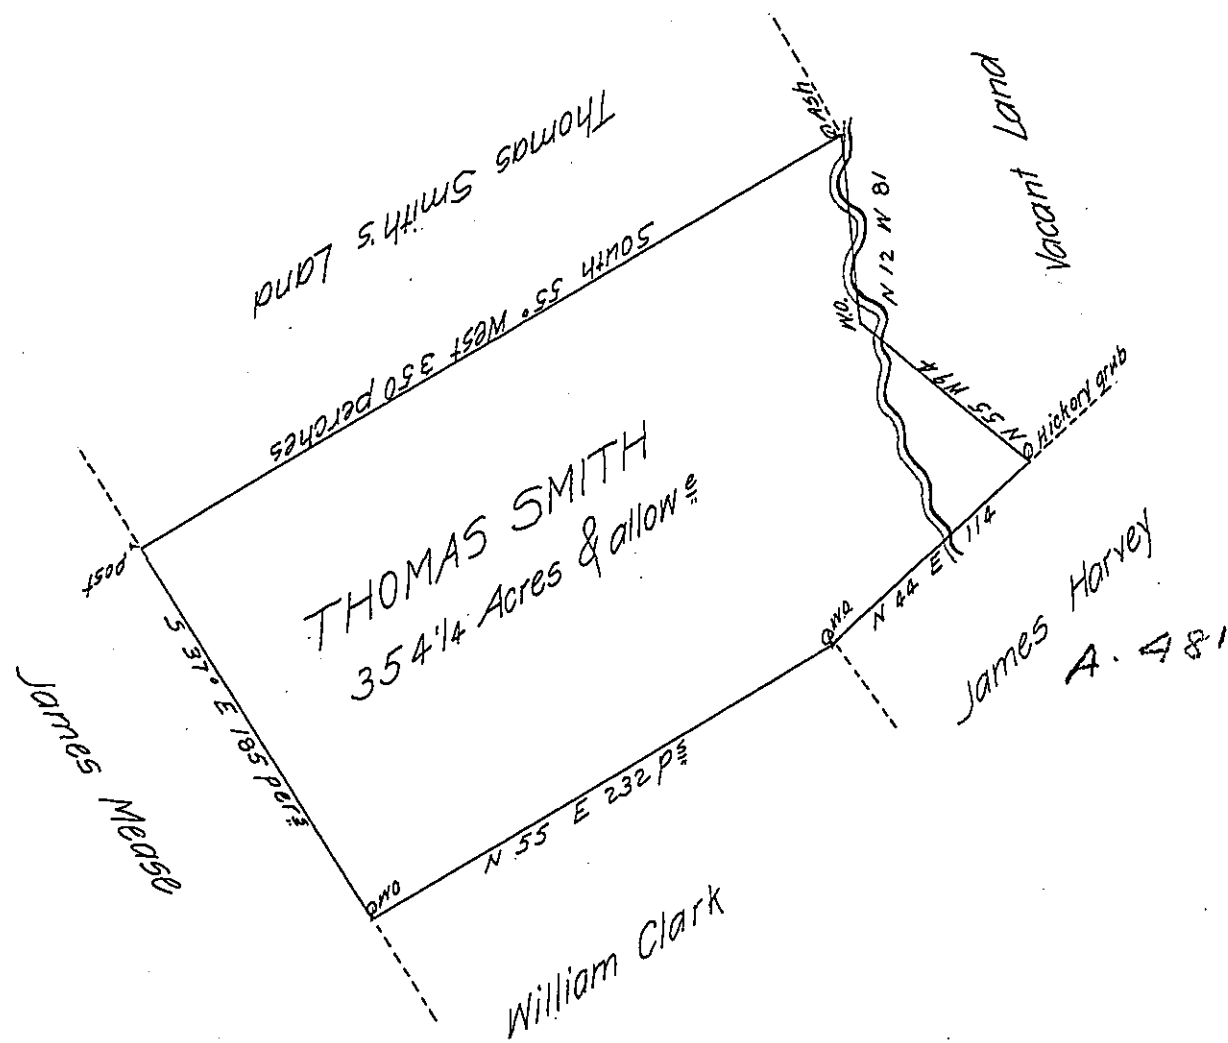 Thomas Smith's Land
Ash
Vacant Land
South 55° West 350 perches
N 12 W 81
W.O.
N 55 W 94
Hickory grub
post
THOMAS SMITH
354 1/4 Acres & allowe
N 44 E 114
W.O.
James Harvey
A. 481
S 37° E 185 pers
James Mease
W.O
N 55 E 232 ps
William Clark